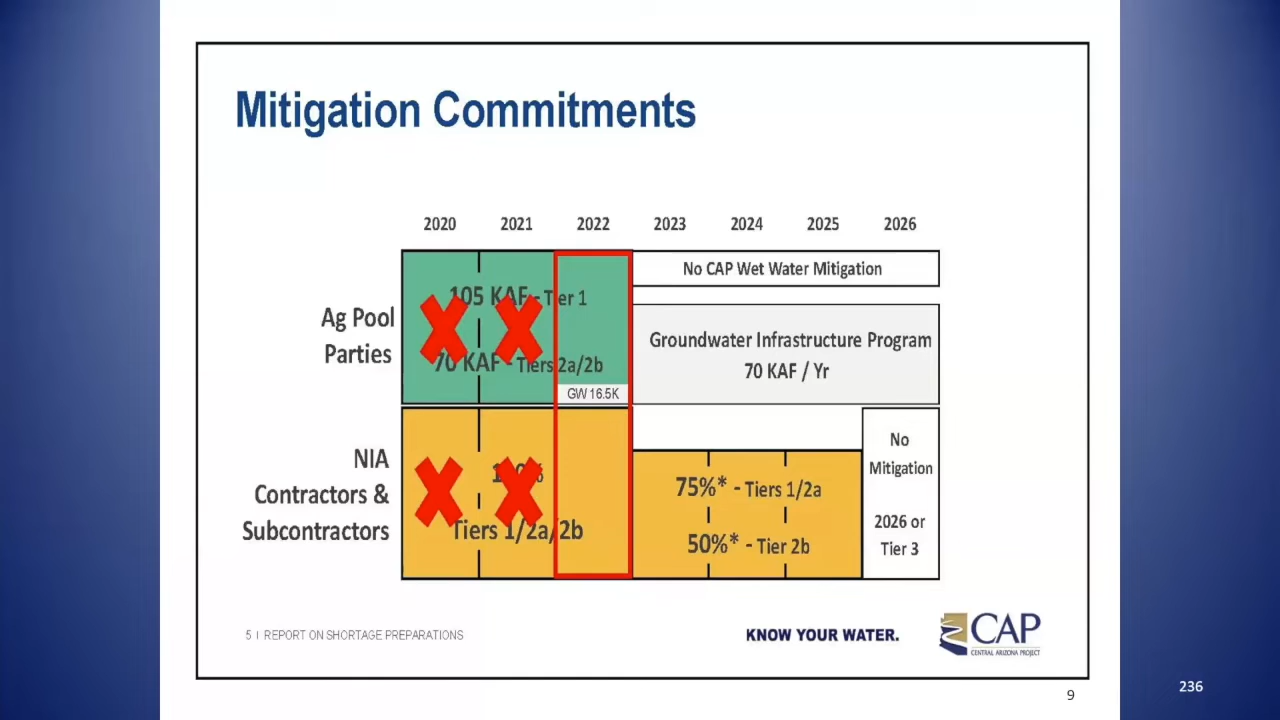 Mitigation Commitments
2020 2021 2022 2023 2024 2025 2026
Ag Pool
Parties
105 KAF - Tier 1
70 KAF - Tiers 2a/2b
GW 16.5K
No CAP Wet Water Mitigation
Groundwater Infrastructure Program
70 KAF / Yr
NIA
Contractors &
Subcontractors
Tiers 1/2a/2b
75%* - Tiers 1/2a
50%* - Tier 2b
No
Mitigation
2026 or
Tier 3
5 I REPORT ON SHORTAGE PREPARATIONS
KNOW YOUR WATER.
CAP
CENTRAL ARIZONA PROJECT
9
236